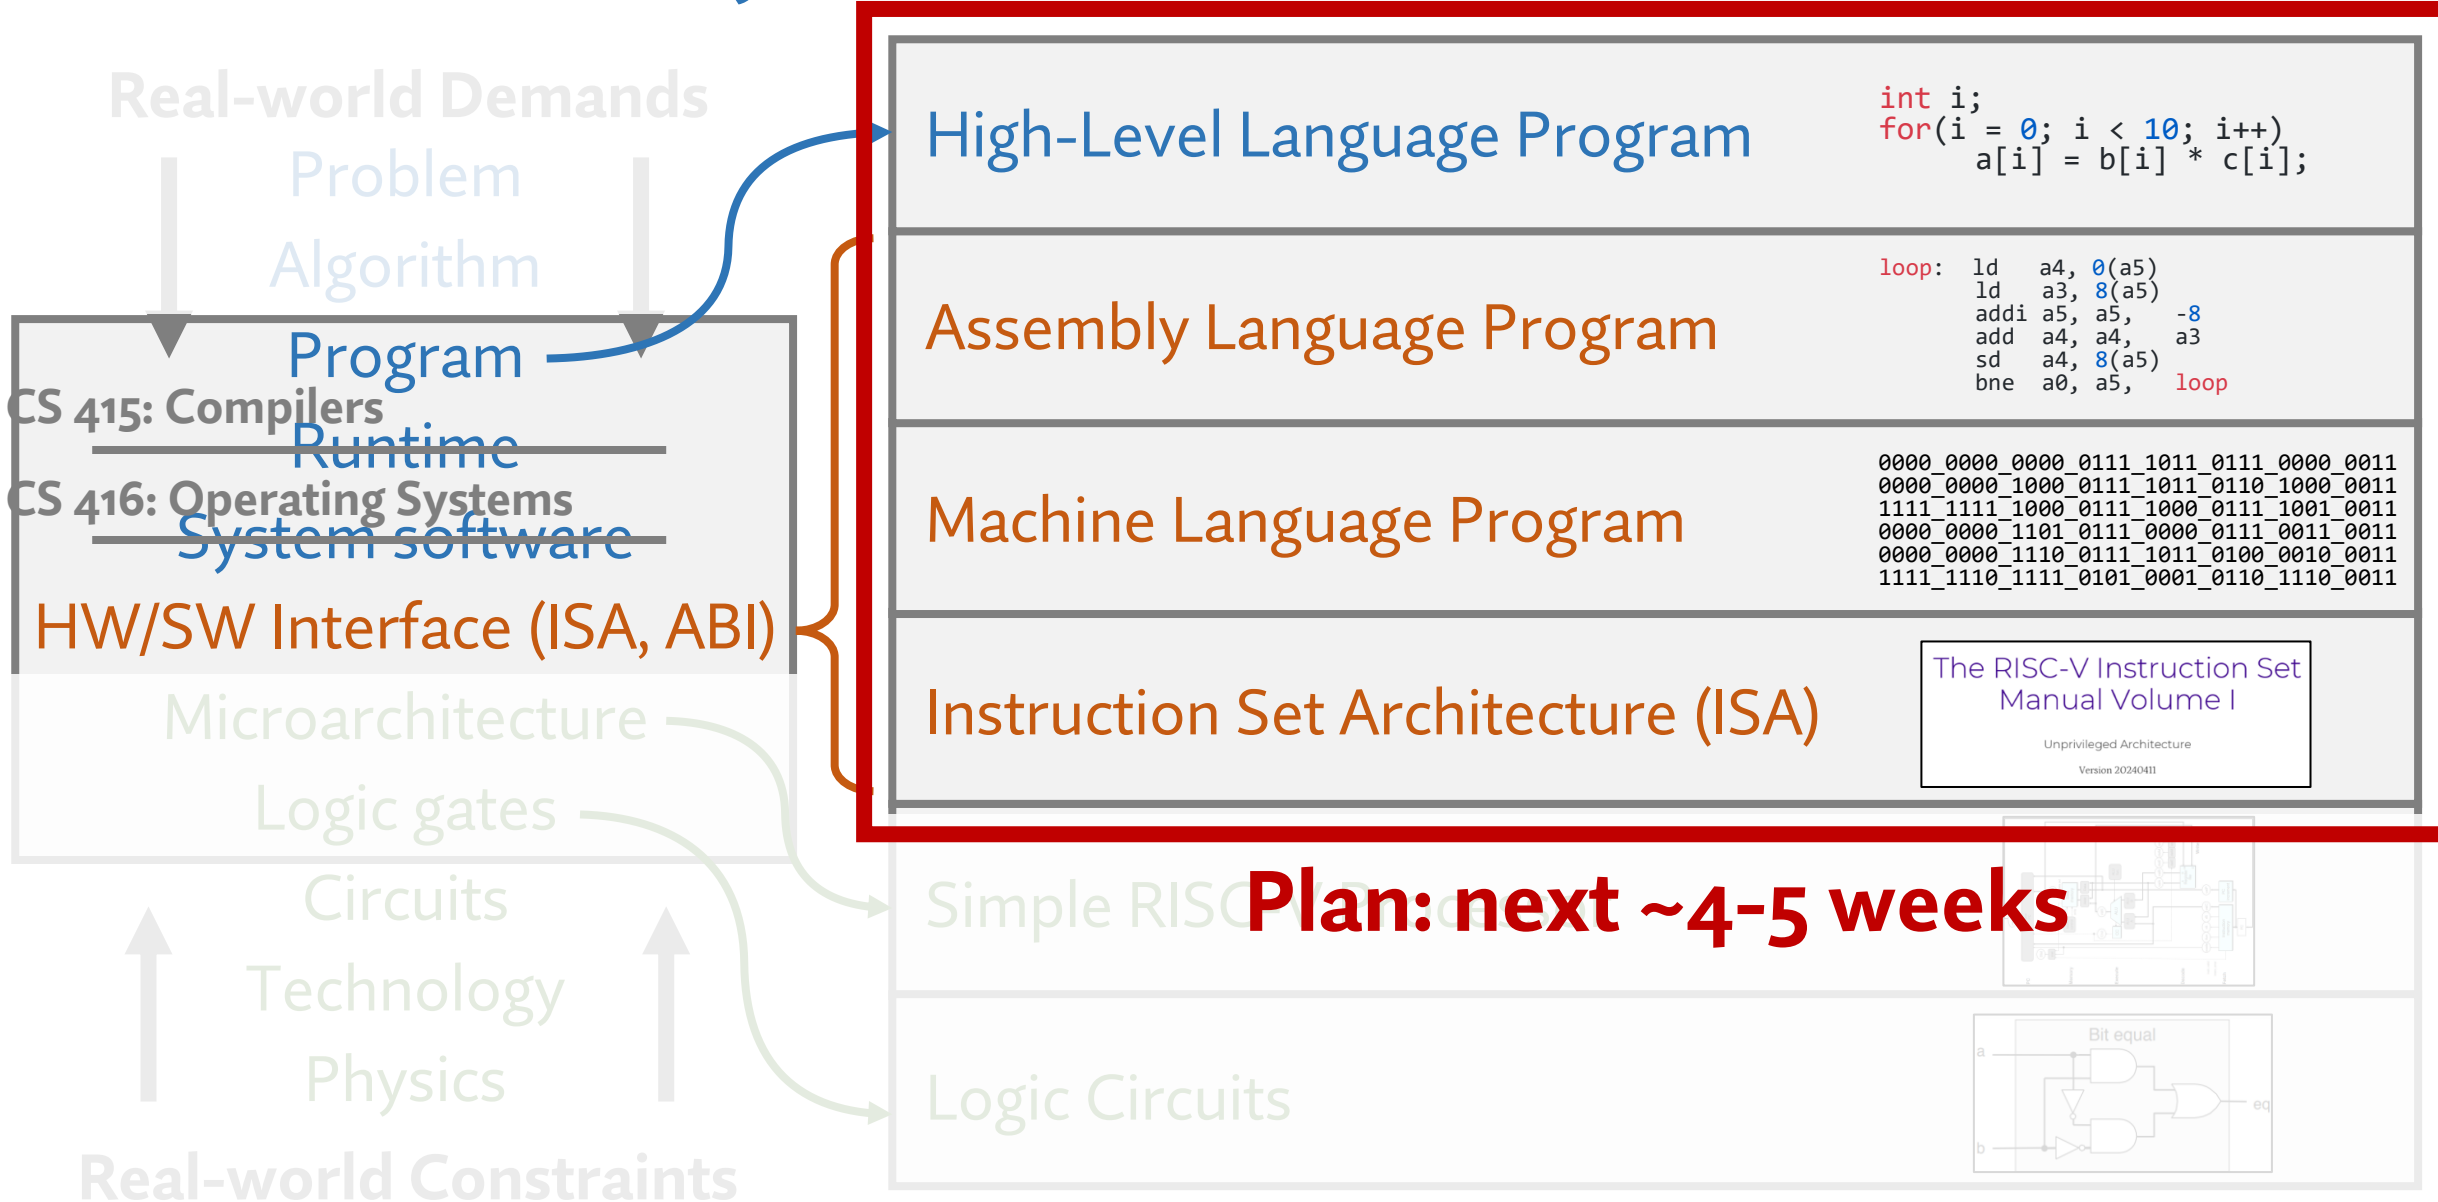 Real-world Demands
Problem
Algorithm
Program
CS 415: Compilers
Runtime
CS 416: Operating Systems
System software
HW/SW Interface (ISA, ABI)
Microarchitecture
Logic gates
Circuits
Technology
Physics
Real-world Constraints
High-Level Language Program
int i;
for(i = 0; i < 10; i++)
a[i] = b[i] * c[i];
Assembly Language Program
loop: ld a4, 0(a5)
ld a3, 8(a5)
addi a5, a5, -8
add a4, a4, a3
sd a4, 8(a5)
bne a0, a5, loop
Machine Language Program
0000_0000_0000_0111_1011_0111_0000_0011
0000_0000_1000_0111_1011_0110_1000_0011
1111_1111_1000_0111_1000_0111_1001_0011
0000_0000_1101_0111_0000_0111_0011_0011
0000_0000_1110_0111_1011_0100_0010_0011
1111_1110_1111_0101_0001_0110_1110_0011
Instruction Set Architecture (ISA)
The RISC-V Instruction Set
Manual Volume I
Unprivileged Architecture
Version 20240411
Simple RISC-V Processor
Plan: next ~4-5 weeks
Logic Circuits
Bit equal
a
eq
b